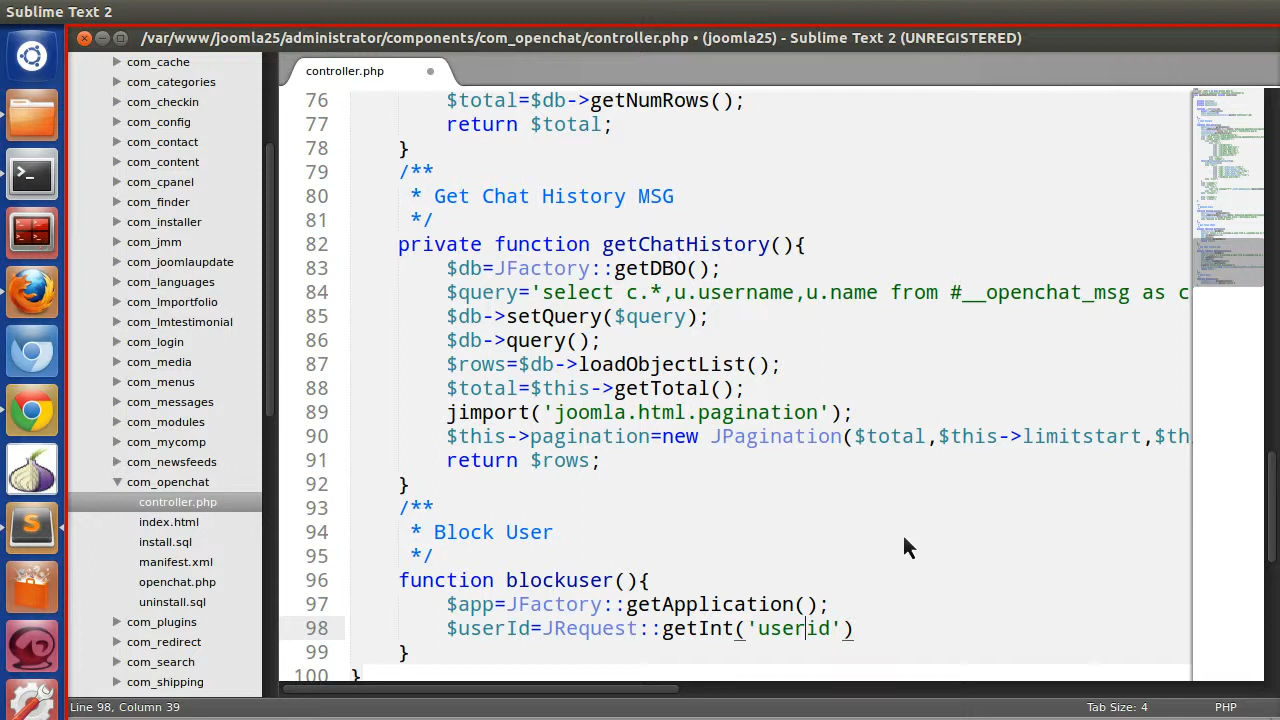 Sublime Text 2
/var/www/joomla25/administrator/components/com_openchat/controller.php • (joomla25) - Sublime Text 2 (UNREGISTERED)
com_cache
com_categories
com_checkin
com_config
com_contact
com_content
com_cpanel
com_finder
com_installer
com_jmm
com_joomlaupdate
com_languages
com_lmportfolio
com_lmtestimonial
com_login
com_media
com_menus
com_messages
com_modules
com_mycomp
com_newsfeeds
com_openchat
controller.php
index.html
install.sql
manifest.xml
openchat.php
uninstall.sql
com_plugins
com_redirect
com_search
com_shipping
controller.php
76 $total=$db->getNumRows();
77 return $total;
78 }
79 /**
80 * Get Chat History MSG
81 */
82 private function getChatHistory(){
83 $db=JFactory::getDBO();
84 $query='select c.*,u.username,u.name from #__openchat_msg as c
85 $db->setQuery($query);
86 $db->query();
87 $rows=$db->loadObjectList();
88 $total=$this->getTotal();
89 jimport('joomla.html.pagination');
90 $this->pagination=new JPagination($total,$this->limitstart,$th
91 return $rows;
92 }
93 /**
94 * Block User
95 */
96 function blockuser(){
97 $app=JFactory::getApplication();
98 $userId=JRequest::getInt('userid')
99 }
100 }
Line 98, Column 39
Tab Size: 4
PHP